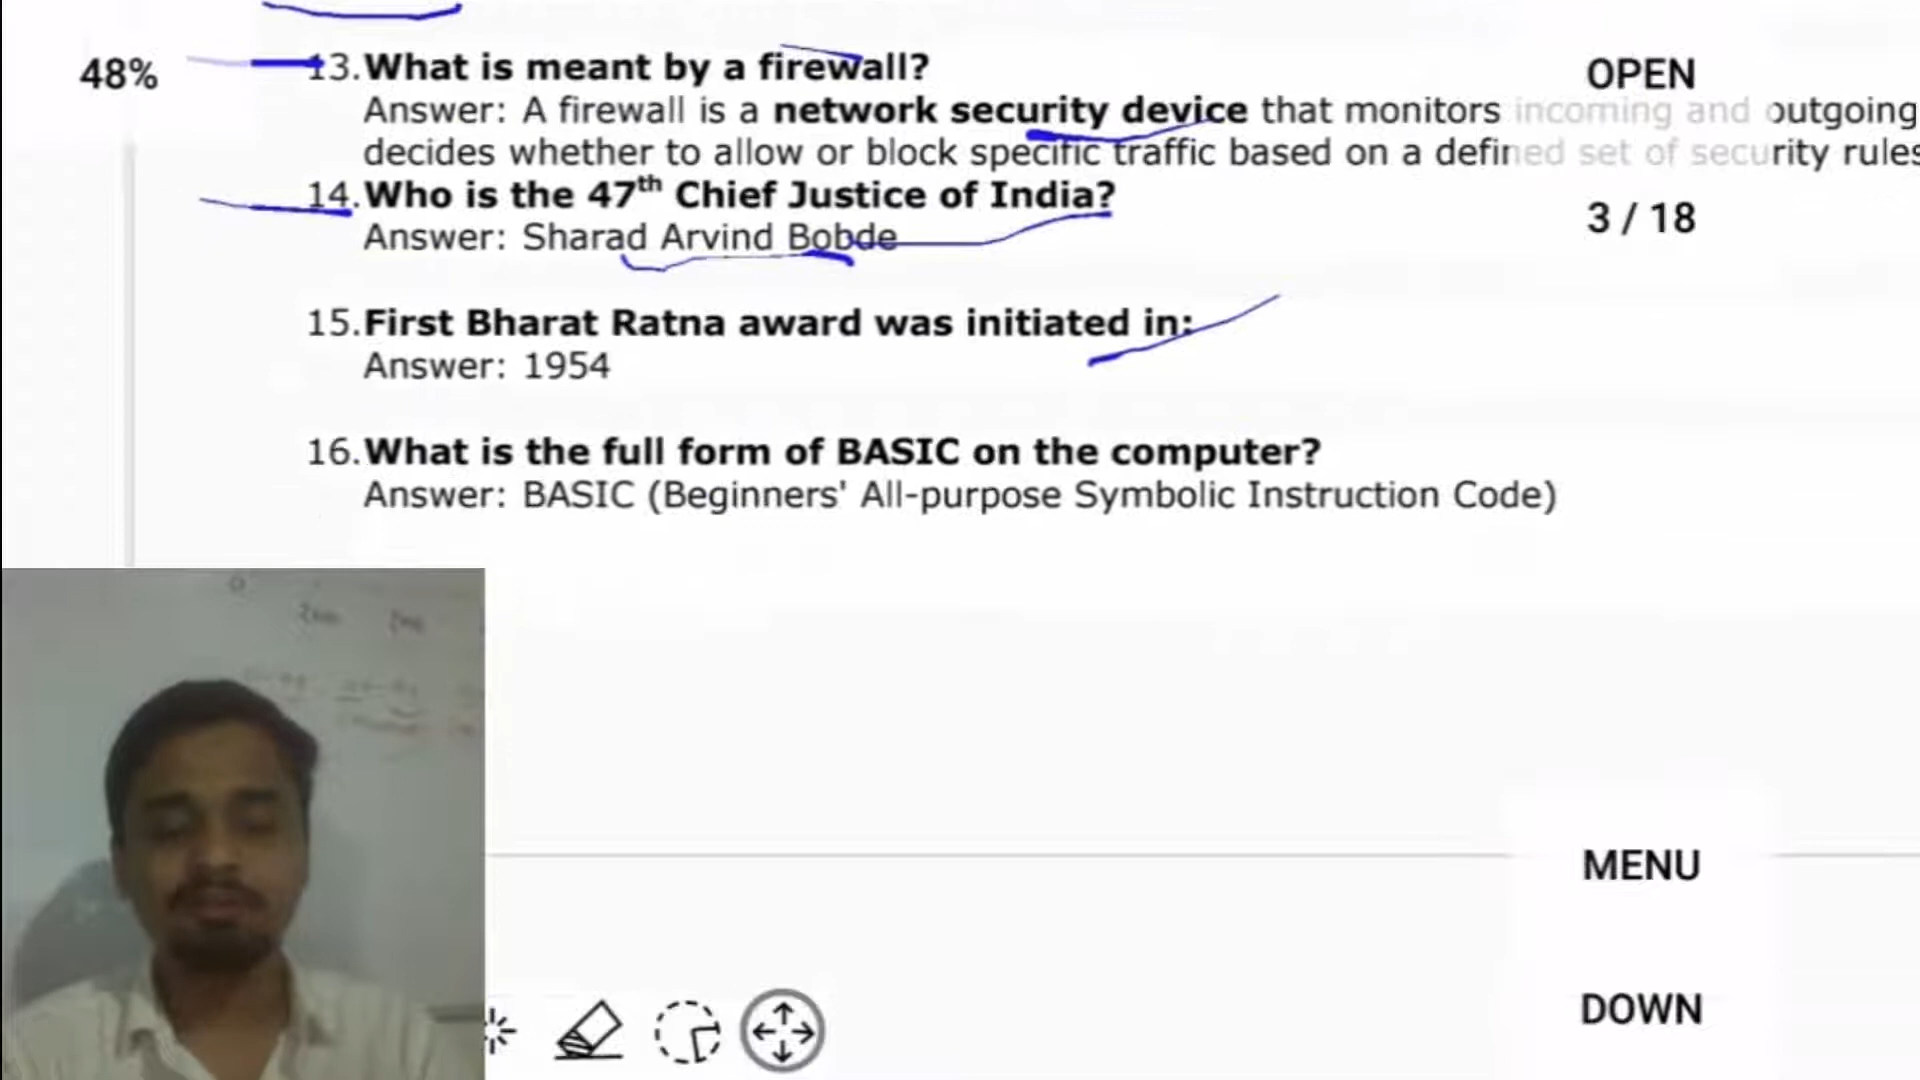 48%
13. What is meant by a firewall?
OPEN
Answer: A firewall is a network security device that monitors incoming and outgoing
decides whether to allow or block specific traffic based on a defined set of security rules
14. Who is the 47th Chief Justice of India?
3 / 18
Answer: Sharad Arvind Bobde
15. First Bharat Ratna award was initiated in:
Answer: 1954
16. What is the full form of BASIC on the computer?
Answer: BASIC (Beginners' All-purpose Symbolic Instruction Code)
MENU
DOWN